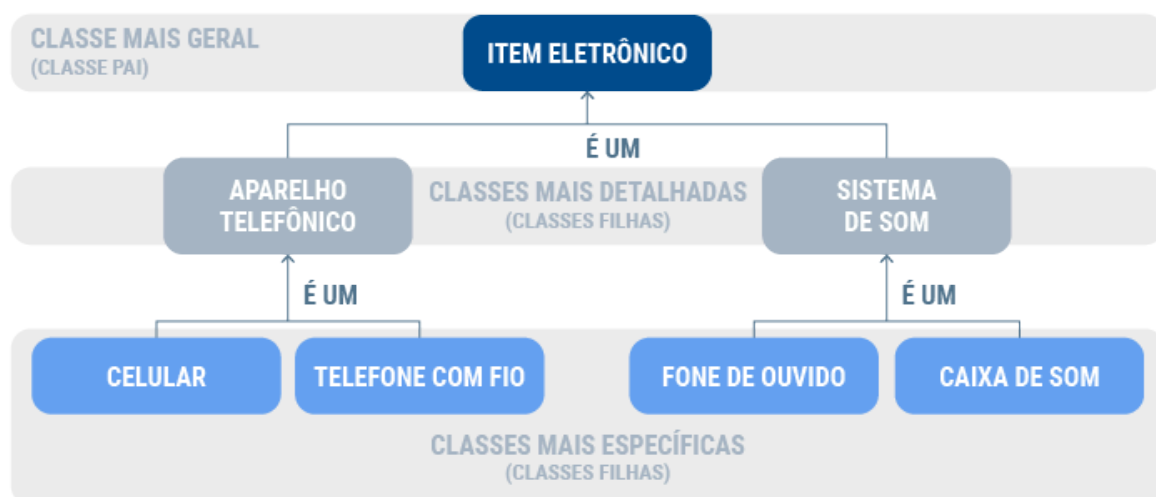 CLASSE MAIS GERAL
(CLASSE PAI)
ITEM ELETRÔNICO
É UM
APARELHO
TELEFÔNICO
CLASSES MAIS DETALHADAS
(CLASSES FILHAS)
SISTEMA
DE SOM
É UM
É UM
CELULAR
TELEFONE COM FIO
FONE DE OUVIDO
CAIXA DE SOM
CLASSES MAIS ESPECÍFICAS
(CLASSES FILHAS)